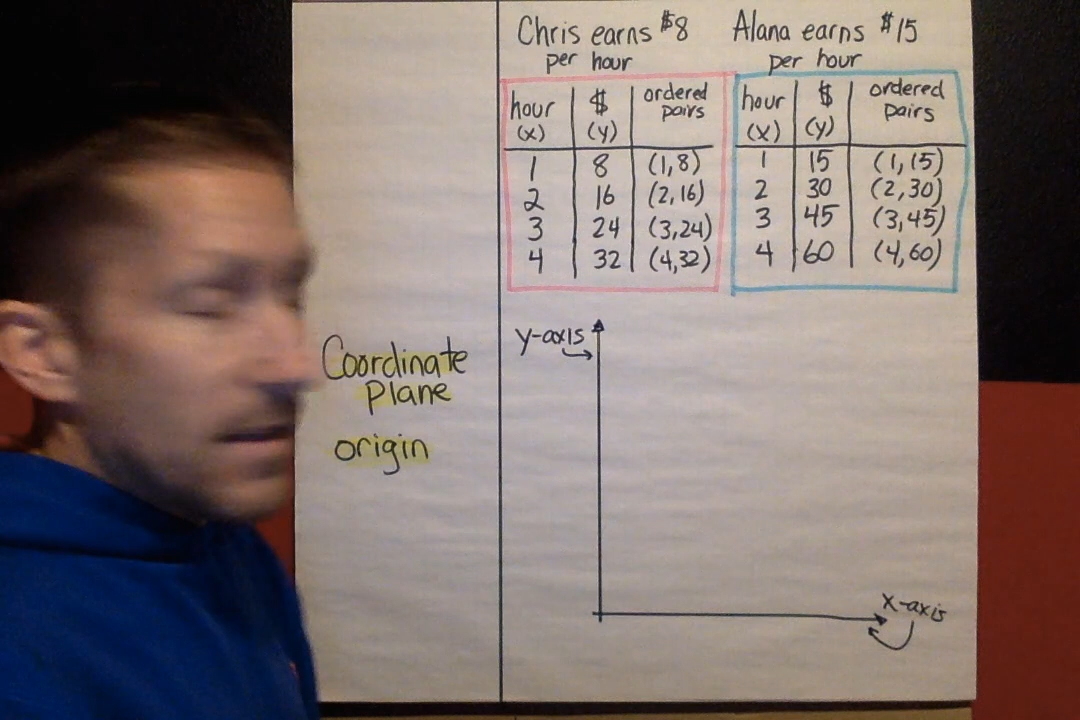 Chris earns $8
per hour
hour (x) | $ (y) | ordered pairs
1 | 8 | (1,8)
2 | 16 | (2,16)
3 | 24 | (3,24)
4 | 32 | (4,32)
Alana earns $15
per hour
hour (x) | $ (y) | ordered pairs
1 | 15 | (1,15)
2 | 30 | (2,30)
3 | 45 | (3,45)
4 | 60 | (4,60)
Coordinate
Plane
origin
y-axis
x-axis